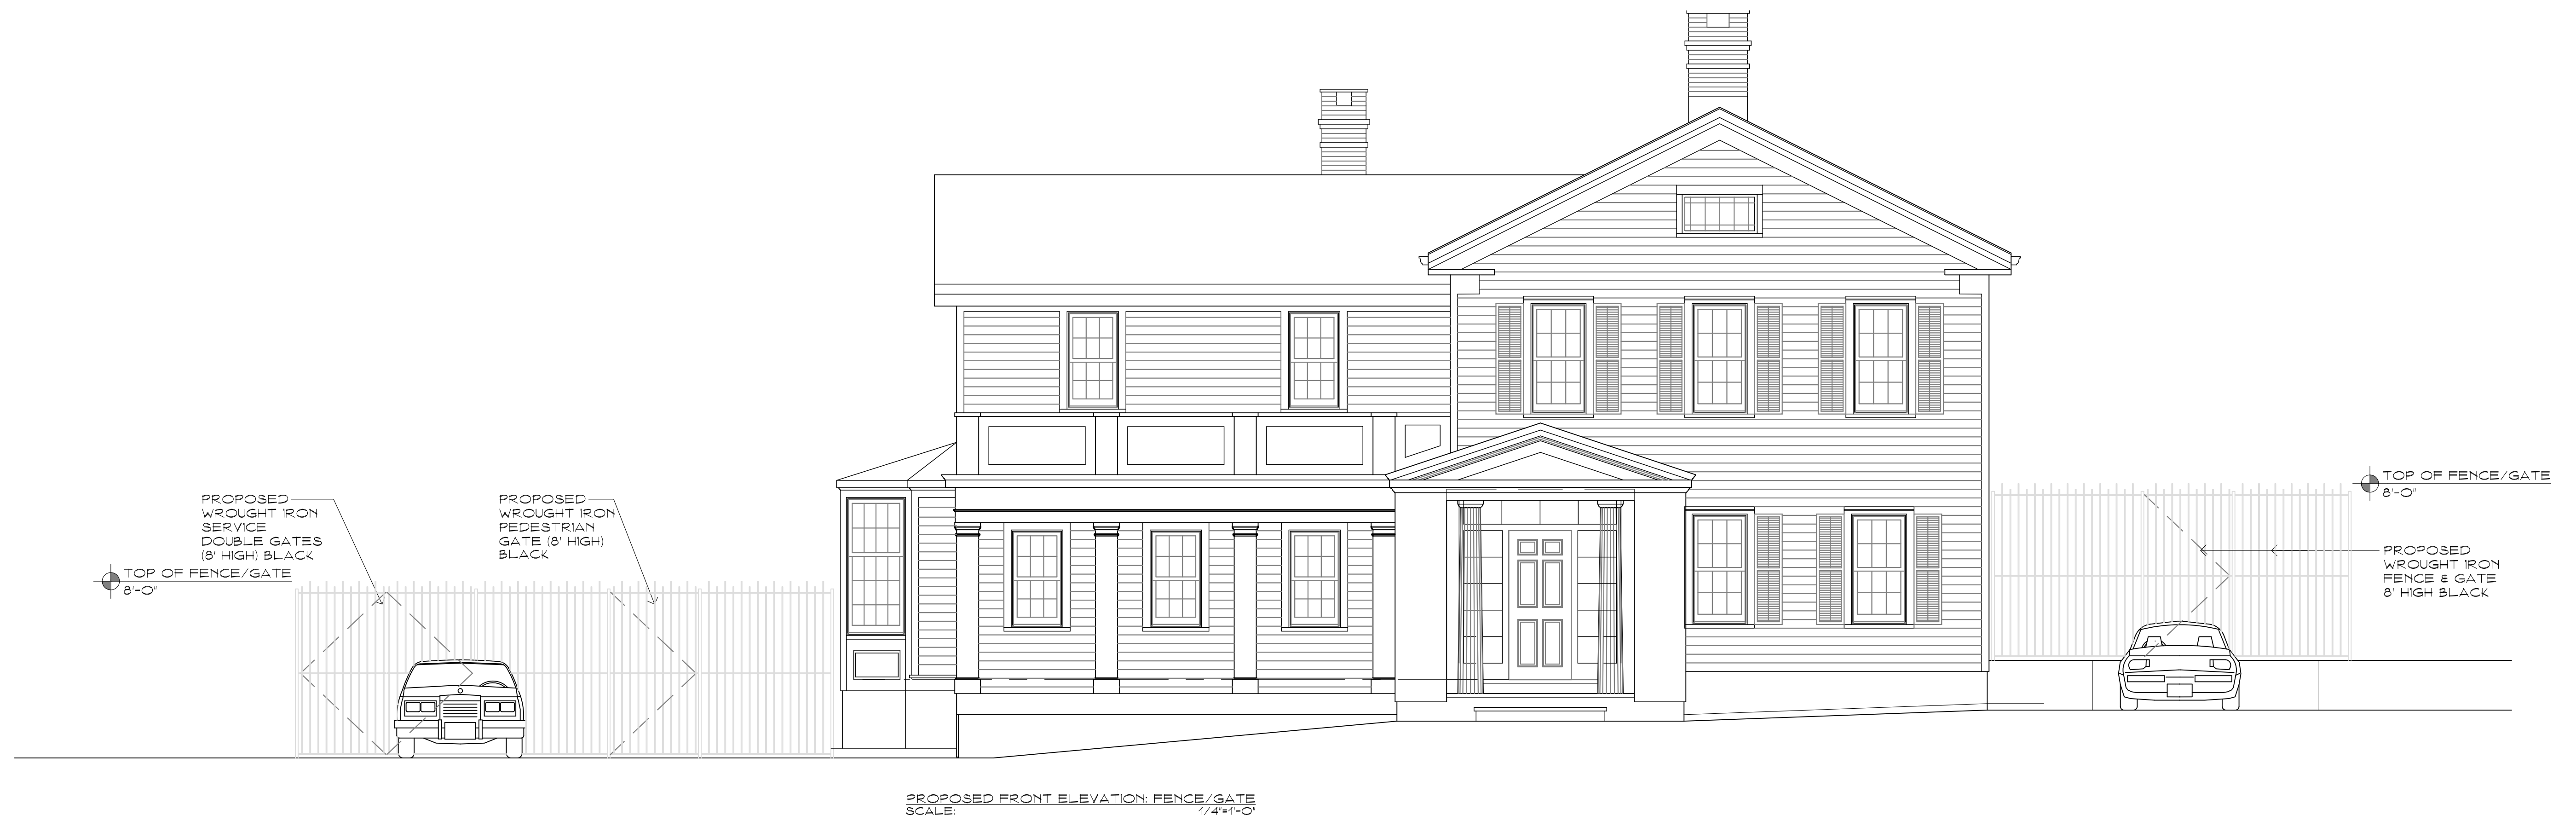 PROPOSED
WROUGHT IRON
SERVICE
DOUBLE GATES
(8' HIGH) BLACK
TOP OF FENCE/GATE
8'-0"
PROPOSED
WROUGHT IRON
PEDESTRIAN
GATE (8' HIGH)
BLACK
TOP OF FENCE/GATE
8'-0"
PROPOSED
WROUGHT IRON
FENCE & GATE
8' HIGH BLACK
PROPOSED FRONT ELEVATION: FENCE/GATE
SCALE: 1/4"=1'-0"